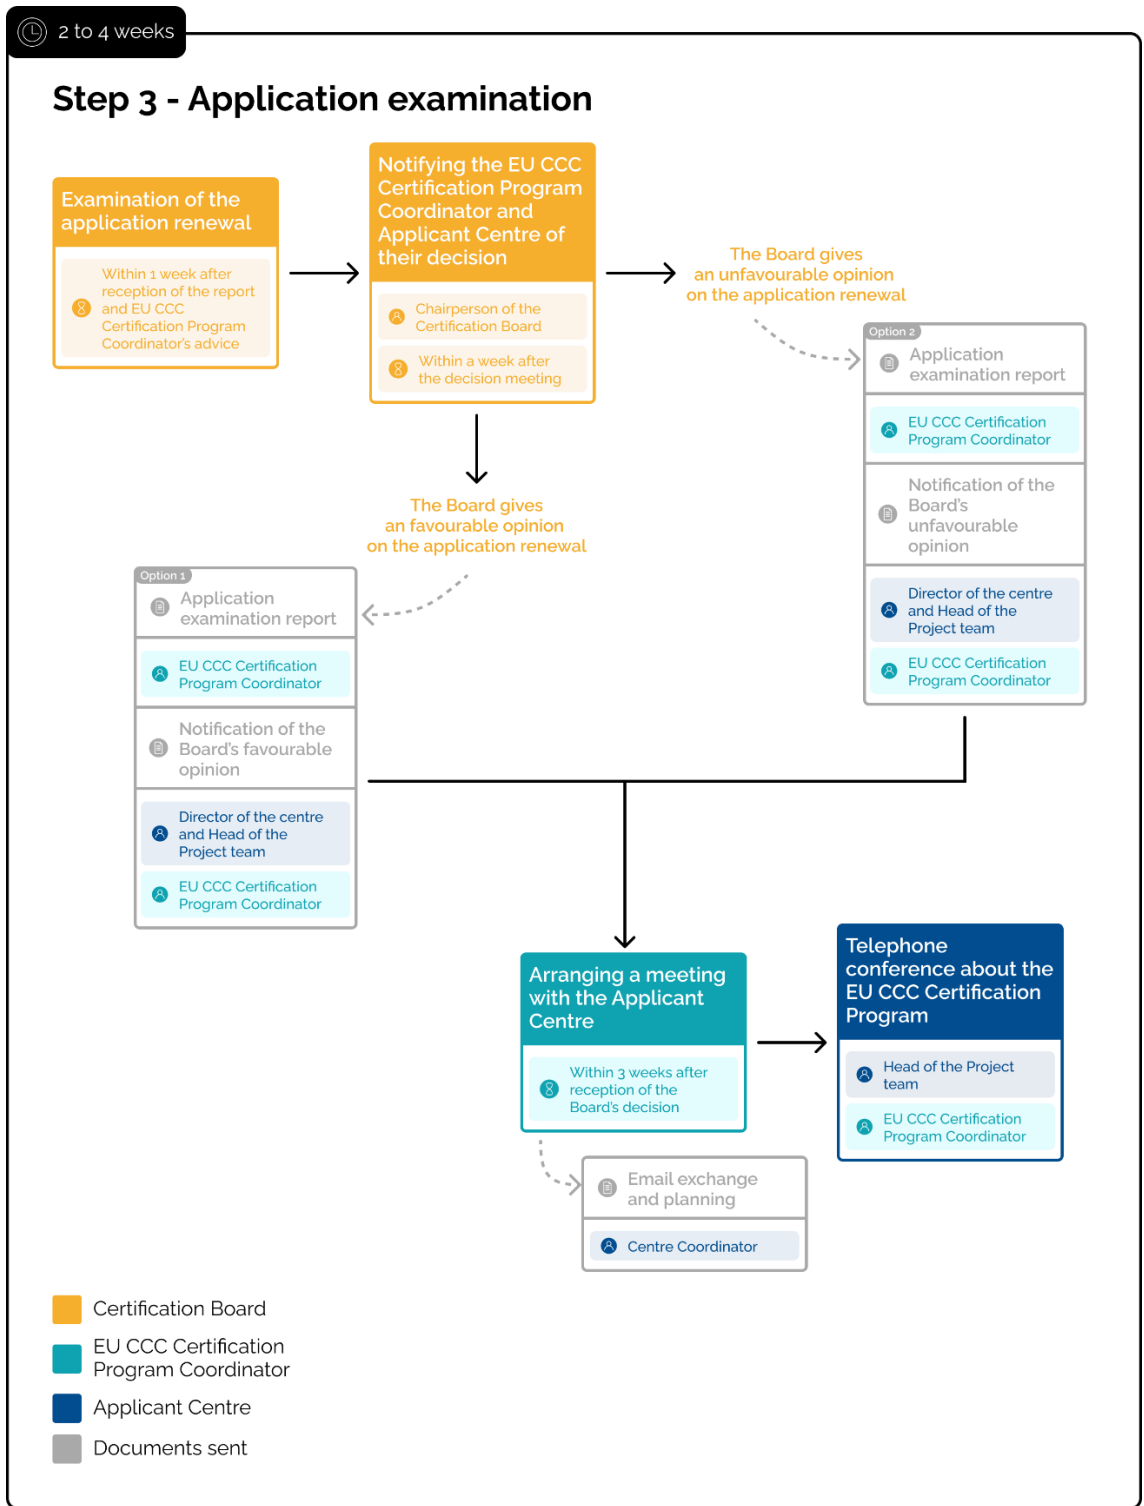 2 to 4 weeks
Step 3 - Application examination
Examination of the
application renewal
Within 1 week after
reception of the report
and EU CCC
Certification Program
Coordinator's advice
Notifying the EU CCC
Certification Program
Coordinator and
Applicant Centre of
their decision
Chairperson of the
Certification Board
Within a week after
the decision meeting
The Board gives
an unfavourable opinion
on the application renewal
Option 2
Application
examination report
EU CCC Certification
Program Coordinator
Notification of the
Board's
unfavourable
opinion
Director of the centre
and Head of the
Project team
EU CCC Certification
Program Coordinator
The Board gives
an favourable opinion
on the application renewal
Option 1
Application
examination report
EU CCC Certification
Program Coordinator
Notification of the
Board's favourable
opinion
Director of the centre
and Head of the
Project team
EU CCC Certification
Program Coordinator
Arranging a meeting
with the Applicant
Centre
Within 3 weeks after
reception of the
Board's decision
Telephone
conference about the
EU CCC Certification
Program
Head of the Project
team
EU CCC Certification
Program Coordinator
Email exchange
and planning
Centre Coordinator
Certification Board
EU CCC Certification
Program Coordinator
Applicant Centre
Documents sent